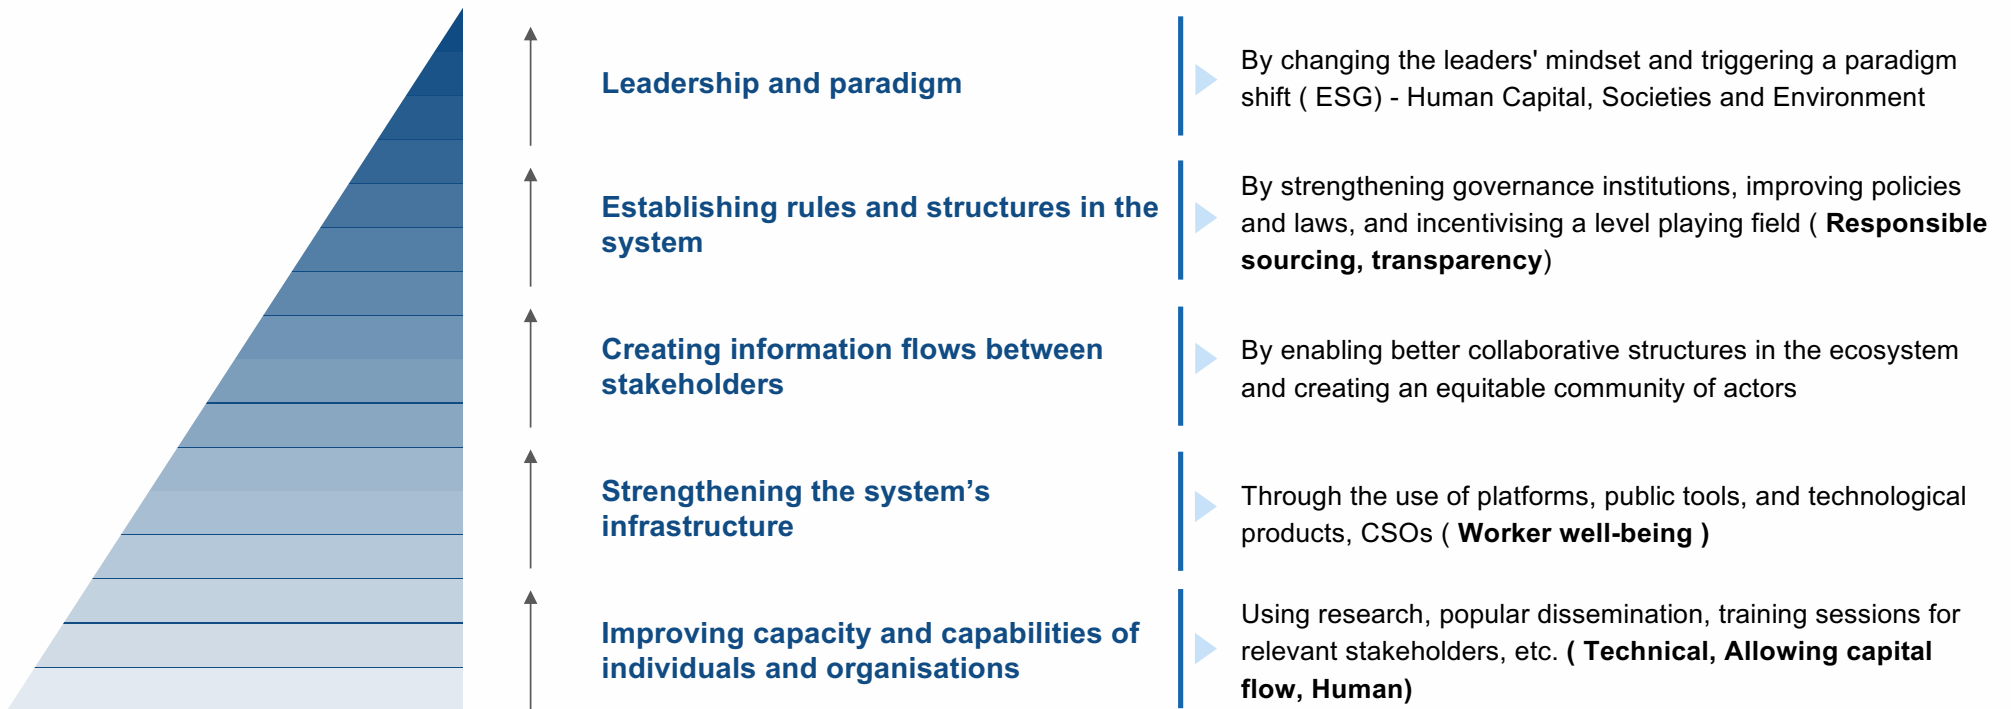 Leadership and paradigm
By changing the leaders' mindset and triggering a paradigm
shift ( ESG) - Human Capital, Societies and Environment
Establishing rules and structures in the
system
By strengthening governance institutions, improving policies
and laws, and incentivising a level playing field ( Responsible
sourcing, transparency)
Creating information flows between
stakeholders
By enabling better collaborative structures in the ecosystem
and creating an equitable community of actors
Strengthening the system’s
infrastructure
Through the use of platforms, public tools, and technological
products, CSOs ( Worker well-being )
Improving capacity and capabilities of
individuals and organisations
Using research, popular dissemination, training sessions for
relevant stakeholders, etc. ( Technical, Allowing capital
flow, Human)